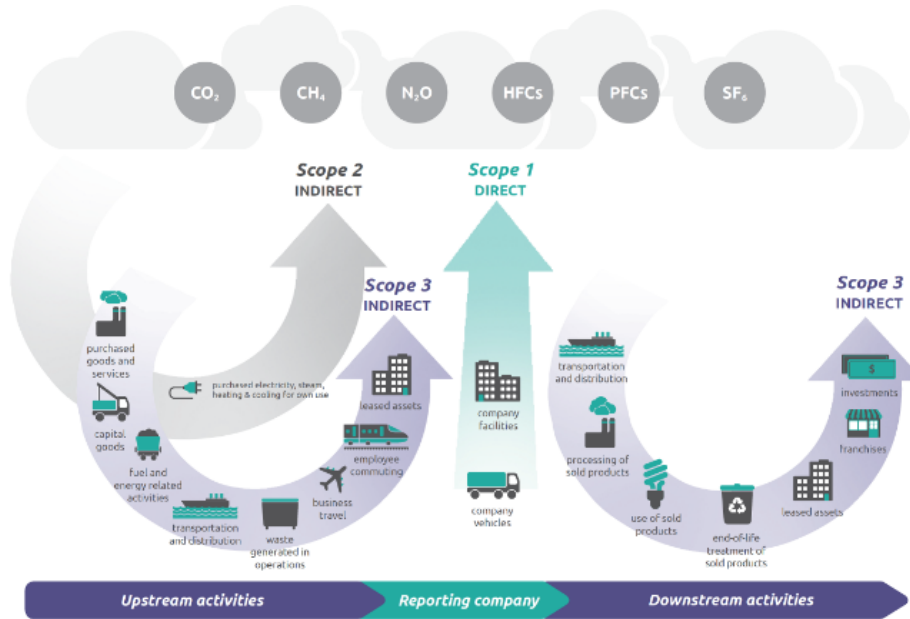 CO₂
CH₄
N₂O
HFCs
PFCs
SF₆
Scope 2
INDIRECT
Scope 1
DIRECT
Scope 3
INDIRECT
Scope 3
INDIRECT
purchased
goods and
services
capital
goods
fuel and
energy related
activities
transportation
and distribution
waste
generated in
operations
business
travel
employee
commuting
leased assets
purchased electricity, steam,
heating & cooling for own use
company
facilities
company
vehicles
transportation
and distribution
processing of
sold products
use of sold
products
end-of-life
treatment of
sold products
leased assets
franchises
$
investments
Upstream activities
Reporting company
Downstream activities